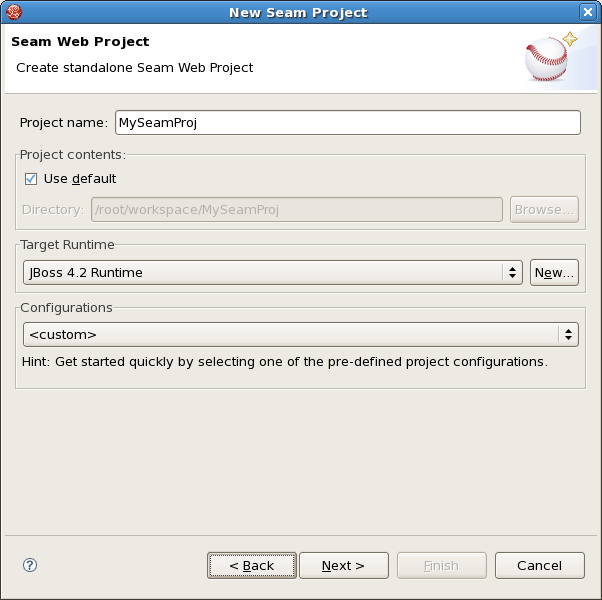 New Seam Project
Seam Web Project
Create standalone Seam Web Project
Project name: MySeamProj
Project contents:
Use default
Directory: /root/workspace/MySeamProj Browse...
Target Runtime
JBoss 4.2 Runtime New...
Configurations
<custom>
Hint: Get started quickly by selecting one of the pre-defined project configurations.
? < Back Next > Finish Cancel